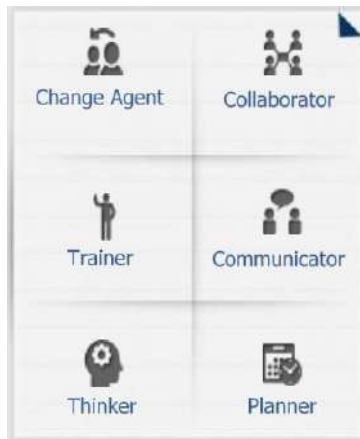 Change Agent
Collaborator
Trainer
Communicator
Thinker
Planner